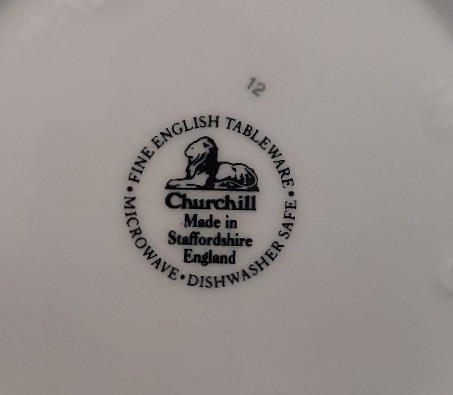 12
FINE ENGLISH TABLEWARE •
Churchill
Made in
Staffordshire
England
• MICROWAVE • DISHWASHER SAFE •